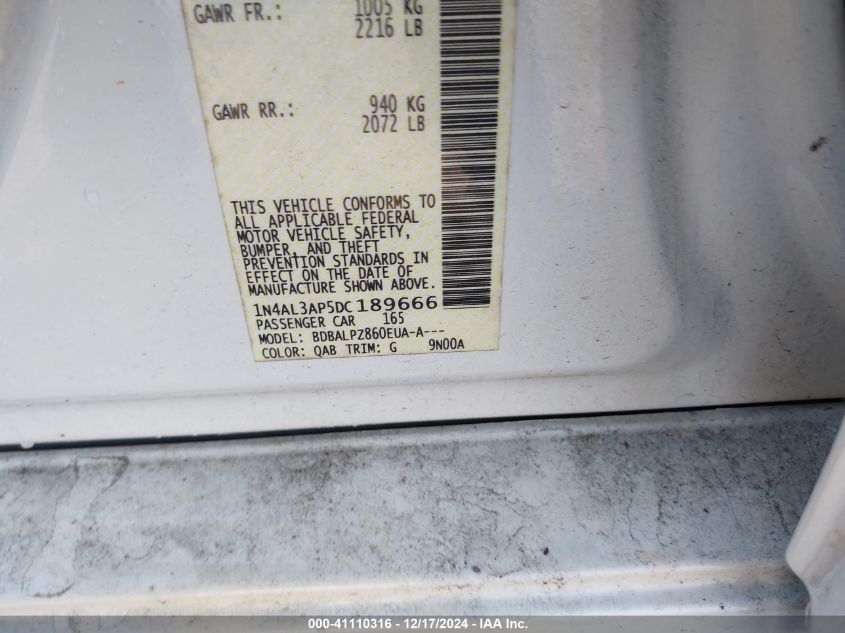 GAWR FR.: 1005 KG
2216 LB
GAWR RR.: 940 KG
2072 LB
THIS VEHICLE CONFORMS TO
ALL APPLICABLE FEDERAL
MOTOR VEHICLE SAFETY,
BUMPER, AND THEFT
PREVENTION STANDARDS IN
EFFECT ON THE DATE OF
MANUFACTURE SHOWN ABOVE.
1N4AL3AP5DC189666
PASSENGER CAR 165
MODEL: BDBALPZ860EUA-A---
COLOR: QAB TRIM: G 9N00A
000-41110316 - 12/17/2024 - IAA Inc.